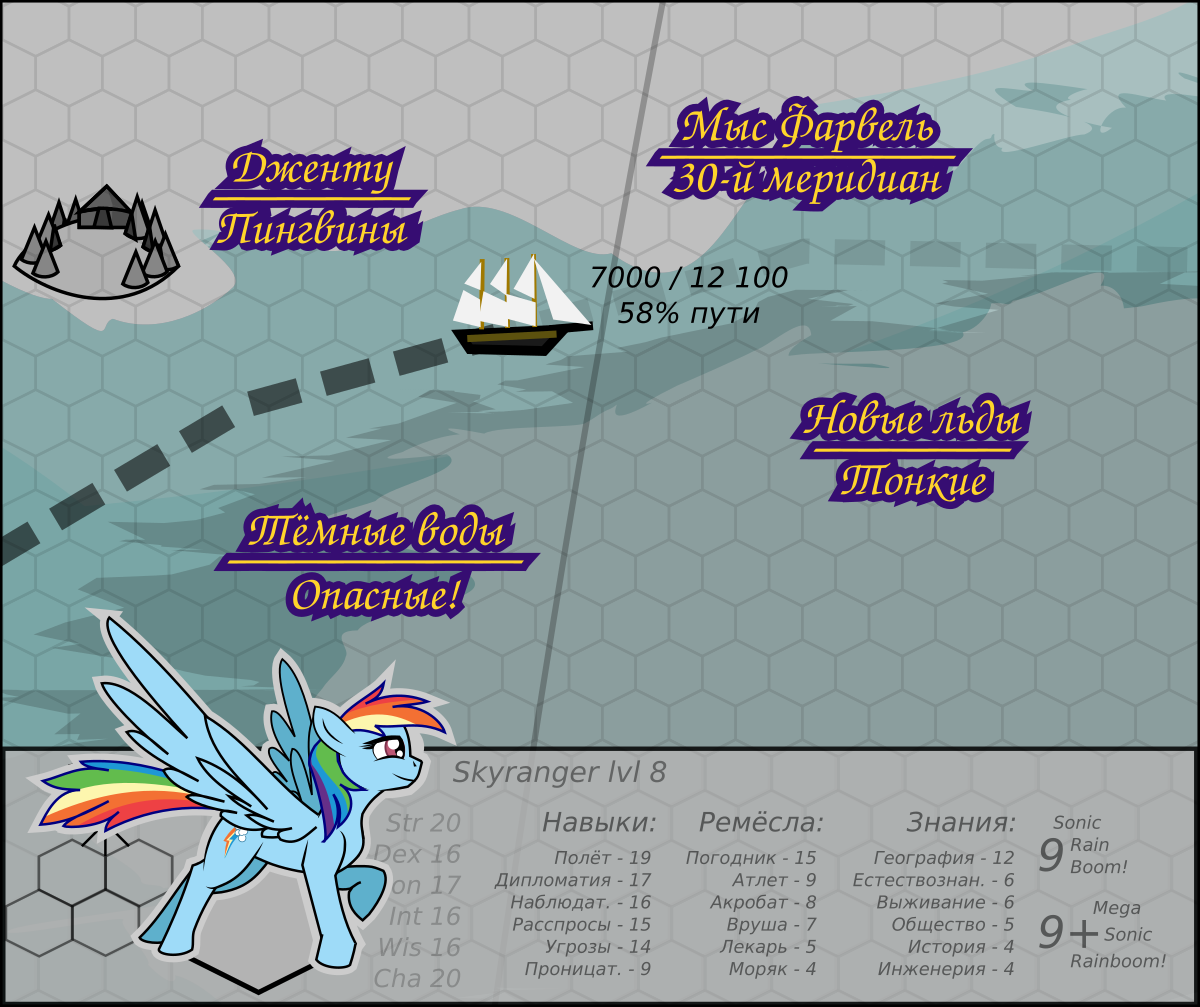 Дженту
Пингвины
Мыс Фарвель
30-й меридиан
7000 / 12 100
58% пути
Новые льды
Тонкие
Тёмные воды
Опасные!
Skyranger lvl 8
Str 20
Dex 16
on 17
Int 16
Wis 16
Cha 20
Навыки:
Полёт - 19
Дипломатия - 17
Наблюдат. - 16
Расспросы - 15
Угрозы - 14
Проницат. - 9
Ремёсла:
Погодник - 15
Атлет - 9
Акробат - 8
Вруша - 7
Лекарь - 5
Моряк - 4
Знания:
География - 12
Естествознан. - 6
Выживание - 6
Общество - 5
История - 4
Инженерия - 4
Sonic
9 Rain
Boom!
Mega
9+ Sonic
Rainboom!